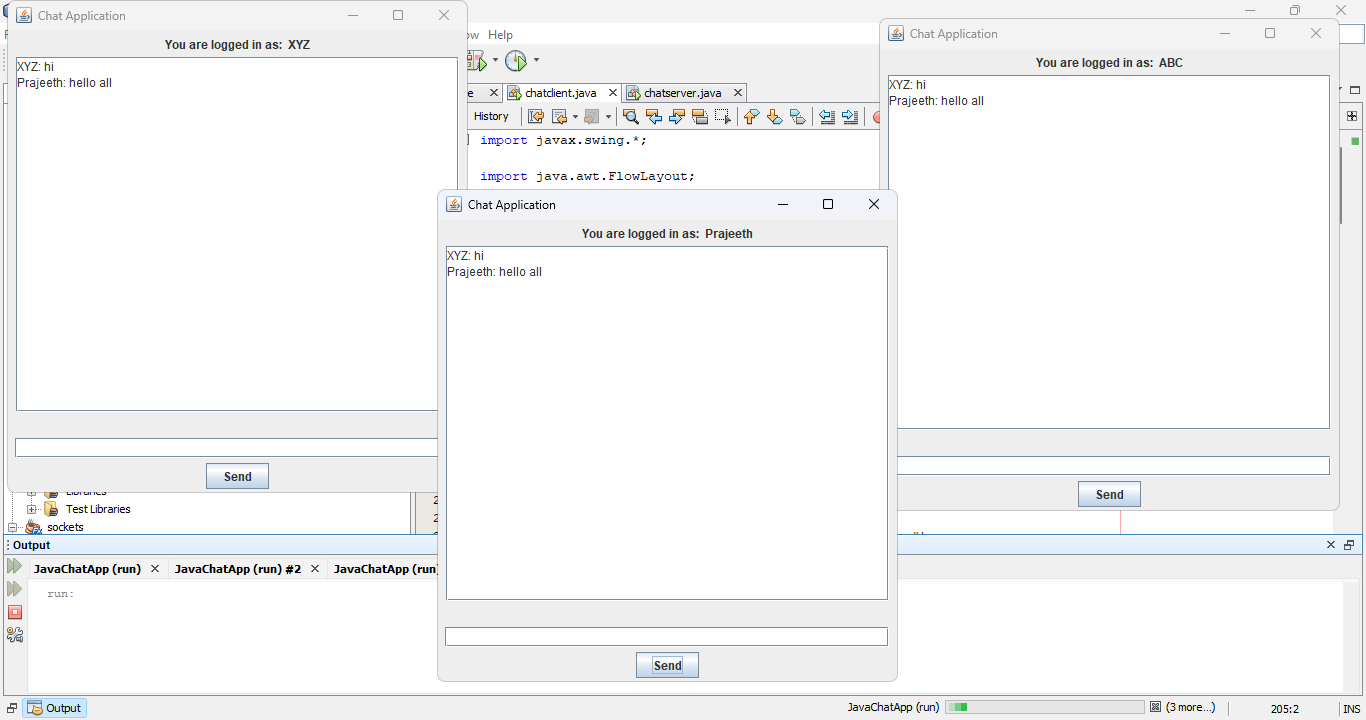 Chat Application
You are logged in as: XYZ
XYZ: hi
Prajeeth: hello all
Send
Help
chatclient.java
chatserver.java
History
import javax.swing.*;
import java.awt.FlowLayout;
Chat Application
You are logged in as: ABC
XYZ: hi
Prajeeth: hello all
Send
Chat Application
You are logged in as: Prajeeth
XYZ: hi
Prajeeth: hello all
Send
Libraries
Test Libraries
sockets
Output
JavaChatApp (run)
JavaChatApp (run) #2
JavaChatApp (run)
run:
Output
JavaChatApp (run)
(3 more...)
205:2
INS